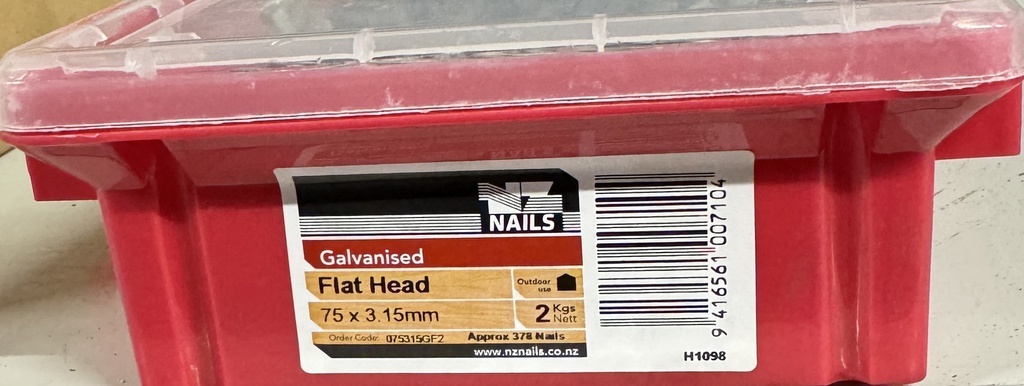 NZ
NAILS
Galvanised
Flat Head
Outdoor
use
75 x 3.15mm
2 Kgs
Nett
Order Code: 075315GF2 Approx 378 Nails
www.nznails.co.nz
9 416561 007104
H1098